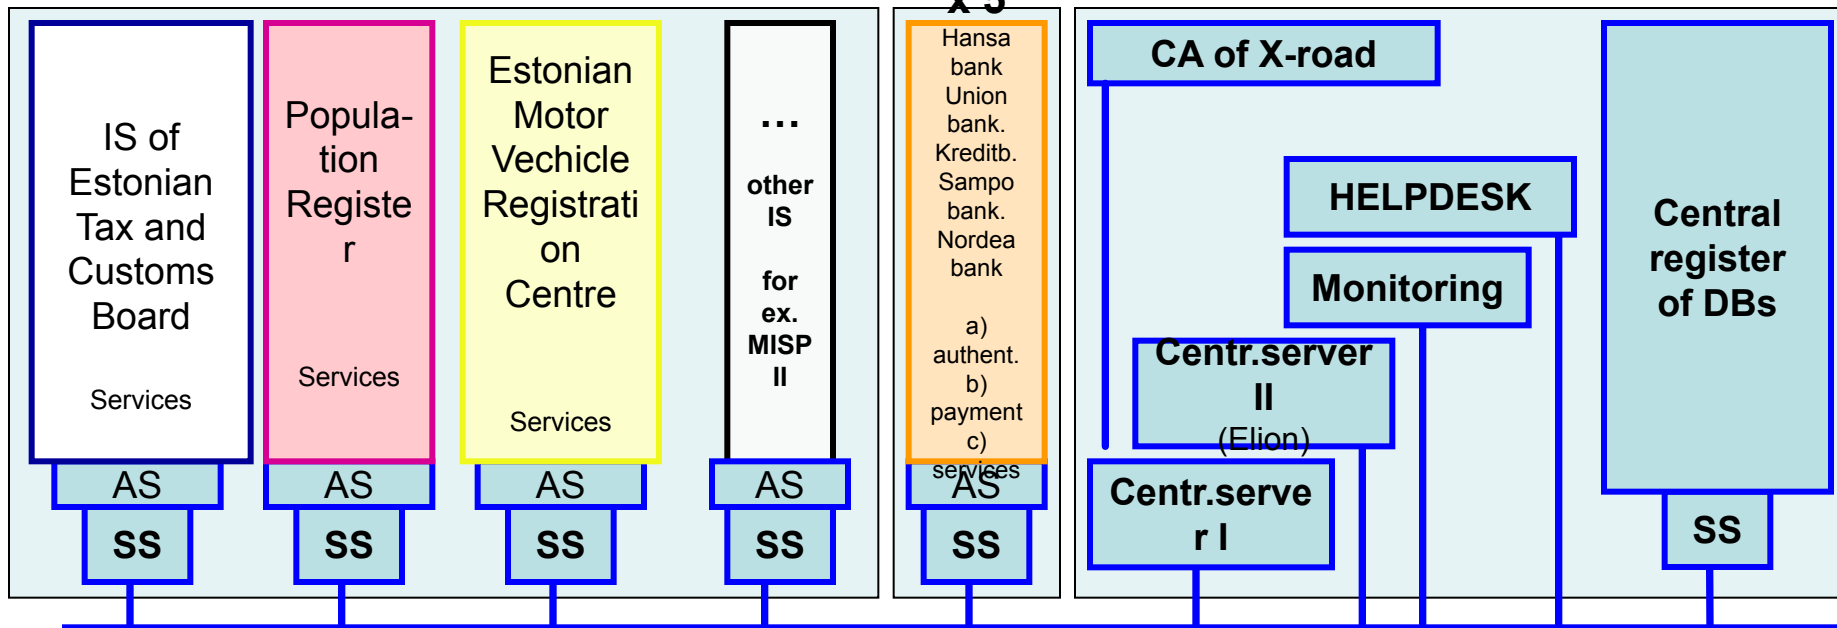 IS of
Estonian
Tax and
Customs
Board
Services
AS
SS
Popula-
tion
Registe
r
Services
AS
SS
Estonian
Motor
Vechicle
Registrati
on
Centre
Services
AS
SS
...
other
IS
for
ex.
MISP
II
AS
SS
x 5
Hansa
bank
Union
bank.
Kreditb.
Sampo
bank.
Nordea
bank
a)
authent.
b)
payment
c)
services
AS
SS
CA of X-road
HELPDESK
Monitoring
Centr.server
II
(Elion)
Centr.serve
r I
Central
register
of DBs
SS